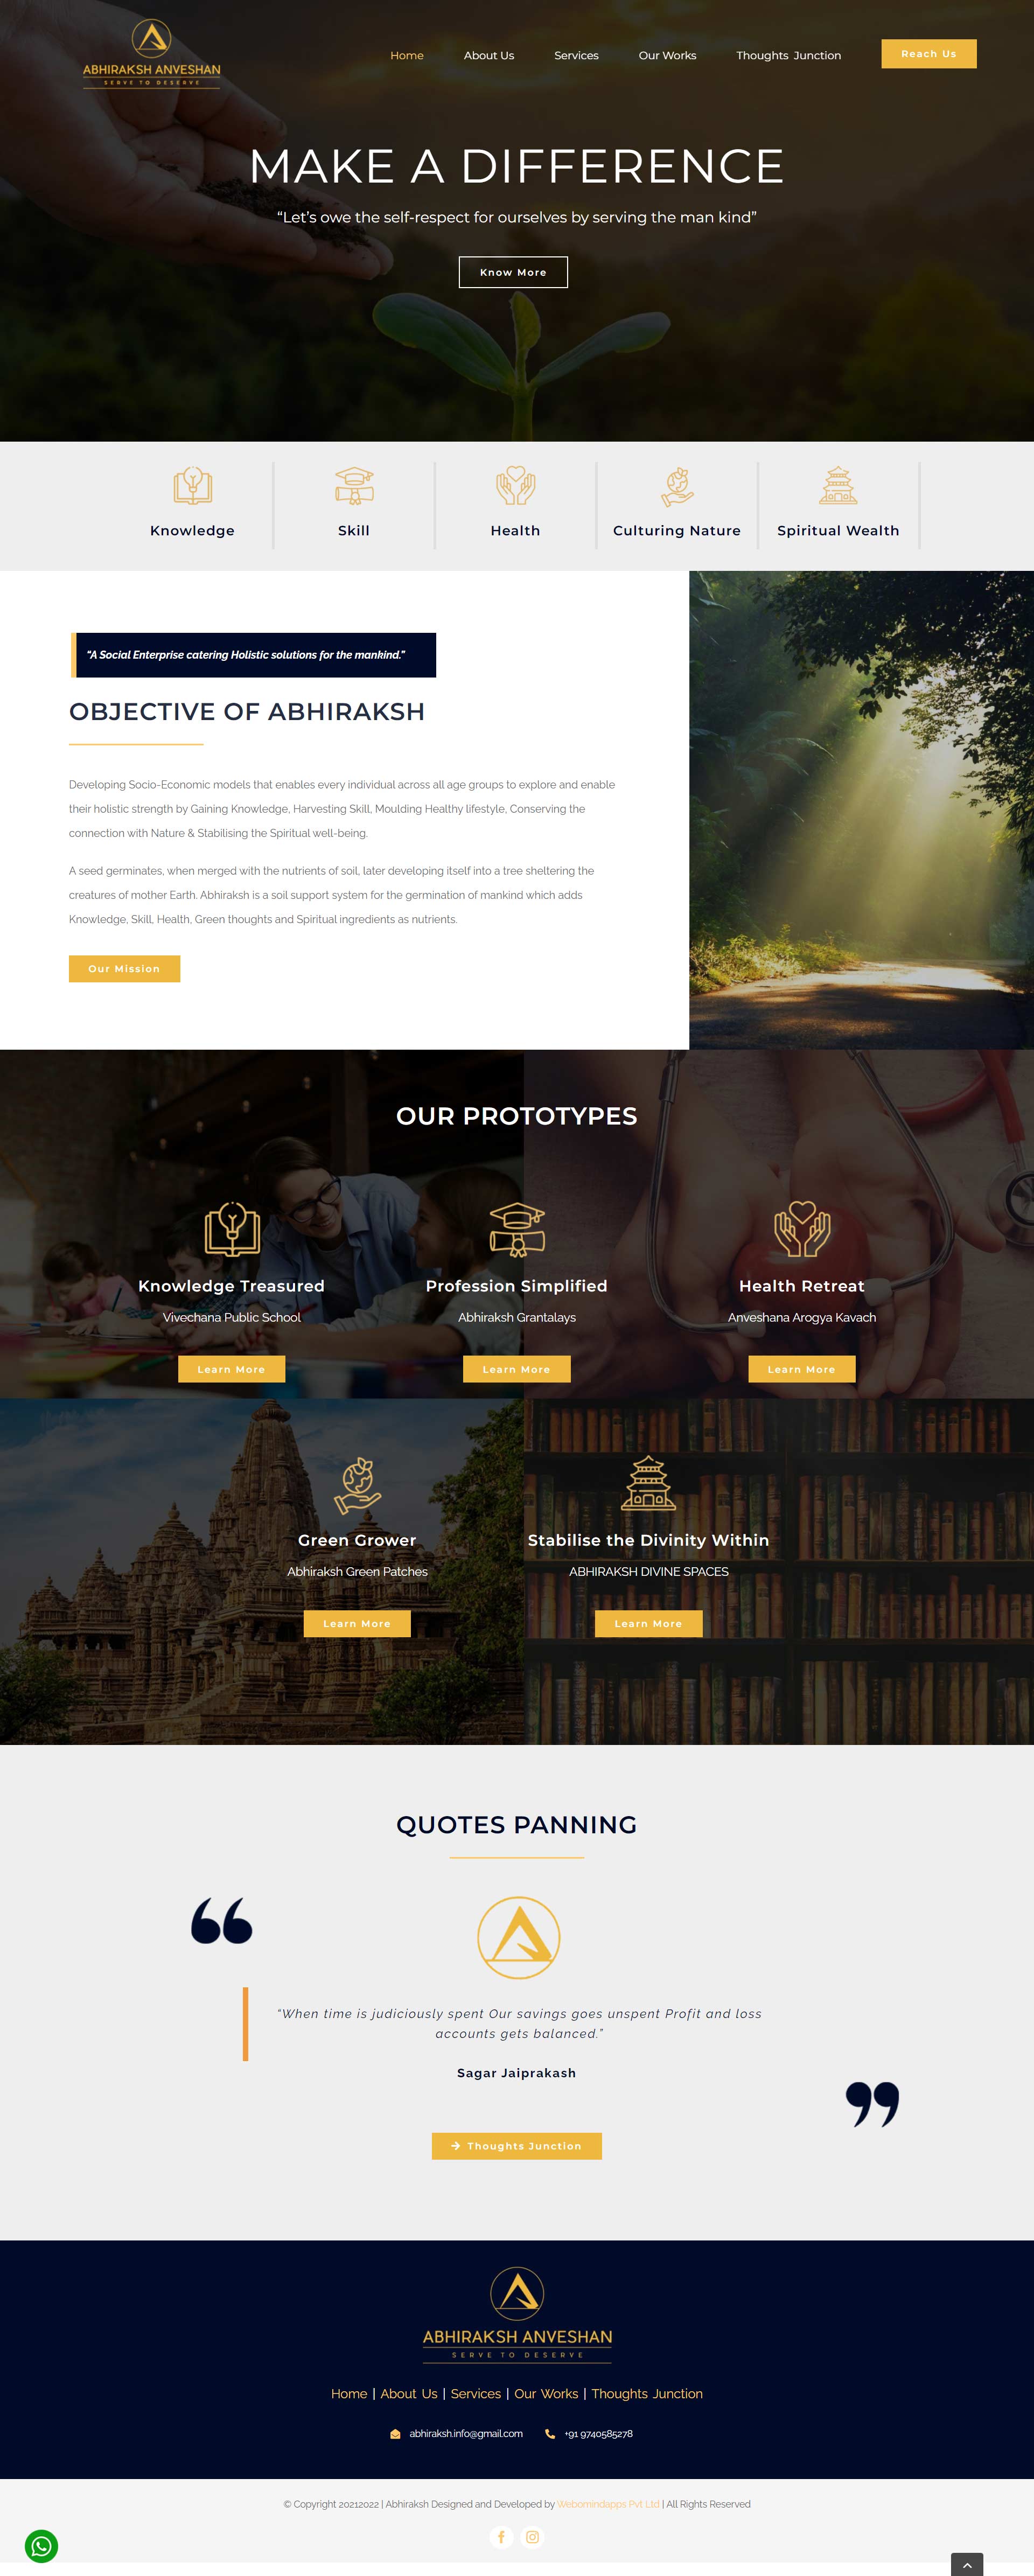 ABHIRAKSH ANVESHAN
SERVE TO DESERVE
Home About Us Services Our Works Thoughts Junction Reach Us
MAKE A DIFFERENCE
“Let’s owe the self-respect for ourselves by serving the man kind”
Know More
Knowledge Skill Health Culturing Nature Spiritual Wealth
“A Social Enterprise catering Holistic solutions for the mankind.”
OBJECTIVE OF ABHIRAKSH
Developing Socio-Economic models that enables every individual across all age groups to explore and enable
their holistic strength by Gaining Knowledge, Harvesting Skill, Moulding Healthy lifestyle, Conserving the
connection with Nature & Stabilising the Spiritual well-being.
A seed germinates, when merged with the nutrients of soil, later developing itself into a tree sheltering the
creatures of mother Earth. Abhiraksh is a soil support system for the germination of mankind which adds
Knowledge, Skill, Health, Green thoughts and Spiritual ingredients as nutrients.
Our Mission
OUR PROTOTYPES
Knowledge Treasured Profession Simplified Health Retreat
Vivechana Public School Abhiraksh Grantalays Anveshana Arogya Kavach
Learn More Learn More Learn More
Green Grower Stabilise the Divinity Within
Abhiraksh Green Patches ABHIRAKSH DIVINE SPACES
Learn More Learn More
QUOTES PANNING
“When time is judiciously spent Our savings goes unspent Profit and loss
accounts gets balanced.”
Sagar Jaiprakash
Thoughts Junction
ABHIRAKSH ANVESHAN
SERVE TO DESERVE
Home | About Us | Services | Our Works | Thoughts Junction
abhiraksh.info@gmail.com +91 9740585278
© Copyright 20212022 | Abhiraksh Designed and Developed by Webomindapps Pvt Ltd | All Rights Reserved